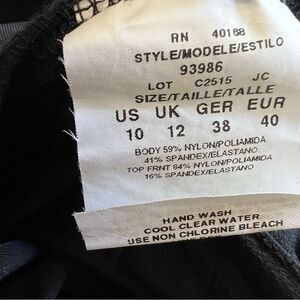 RN 40188
STYLE/MODELE/ESTILO
93986
LOT C2515 JC
SIZE/TAILLE/TALLE
US UK GER EUR
10 12 38 40
BODY 59% NYLON/POLIAMIDA
41% SPANDEX/ELASTANO
TOP FRNT 84% NYLON/POLIAMIDA
16% SPANDEX/ELASTANO
HAND WASH
COOL CLEAR WATER
USE NON CHLORINE BLEACH